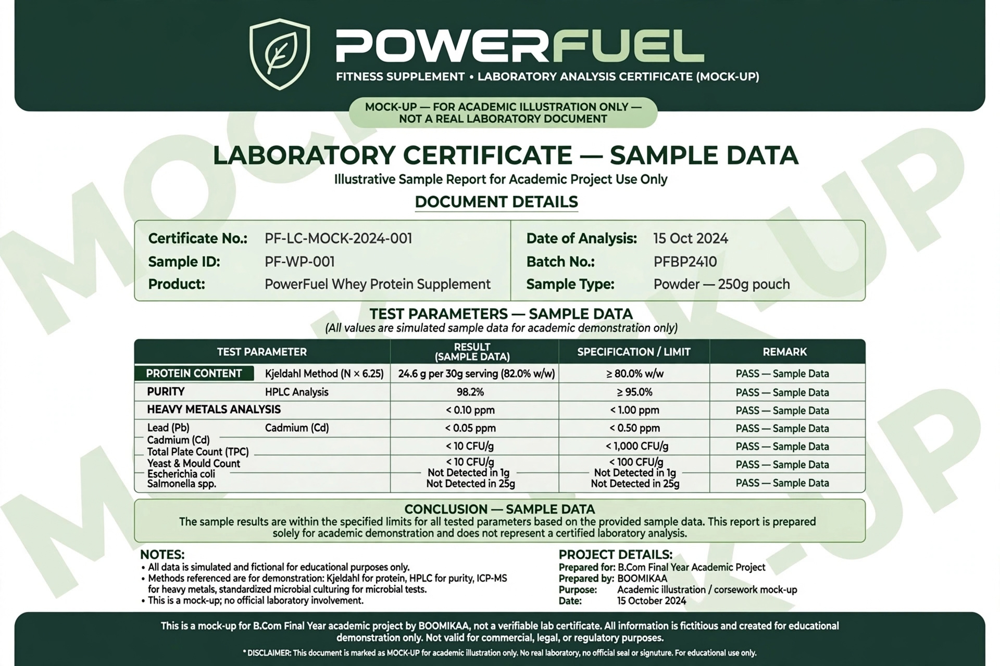 POWERFUEL
FITNESS SUPPLEMENT • LABORATORY ANALYSIS CERTIFICATE (MOCK-UP)
MOCK-UP — FOR ACADEMIC ILLUSTRATION ONLY —
NOT A REAL LABORATORY DOCUMENT
LABORATORY CERTIFICATE — SAMPLE DATA
Illustrative Sample Report for Academic Project Use Only
DOCUMENT DETAILS
Certificate No.: PF-LC-MOCK-2024-001 Date of Analysis: 15 Oct 2024
Sample ID: PF-WP-001 Batch No.: PFBP2410
Product: PowerFuel Whey Protein Supplement Sample Type: Powder — 250g pouch
TEST PARAMETERS — SAMPLE DATA
(All values are simulated sample data for academic demonstration only)
TEST PARAMETER RESULT (SAMPLE DATA) SPECIFICATION / LIMIT REMARK
PROTEIN CONTENT Kjeldahl Method (N × 6.25) 24.6 g per 30g serving (82.0% w/w) ≥ 80.0% w/w PASS — Sample Data
PURITY HPLC Analysis 98.2% ≥ 95.0% PASS — Sample Data
HEAVY METALS ANALYSIS < 0.10 ppm < 1.00 ppm PASS — Sample Data
Lead (Pb) Cadmium (Cd) < 0.05 ppm < 0.50 ppm PASS — Sample Data
Cadmium (Cd)
Total Plate Count (TPC) < 10 CFU/g < 1,000 CFU/g PASS — Sample Data
Yeast & Mould Count < 10 CFU/g < 100 CFU/g PASS — Sample Data
Escherichia coli Not Detected in 1g Not Detected in 1g
Salmonella spp. Not Detected in 25g Not Detected in 25g PASS — Sample Data
CONCLUSION — SAMPLE DATA
The sample results are within the specified limits for all tested parameters based on the provided sample data. This report is prepared
solely for academic demonstration and does not represent a certified laboratory analysis.
NOTES:
• All data is simulated and fictional for educational purposes only.
• Methods referenced are for demonstration: Kjeldahl for protein, HPLC for purity, ICP-MS
for heavy metals, standardized microbial culturing for microbial tests.
• This is a mock-up; no official laboratory involvement.
PROJECT DETAILS:
Prepared for: B.Com Final Year Academic Project
Prepared by: BOOMIKAA
Purpose: Academic illustration / corsework mock-up
Date: 15 October 2024
This is a mock-up for B.Com Final Year academic project by BOOMIKAA, not a verifiable lab certificate. All information is fictitious and created for educational
demonstration only. Not valid for commercial, legal, or regulatory purposes.
* DISCLAIMER: This document is marked as MOCK-UP for academic illustration only. No real laboratory, no official seal or signuture. For educational use only.
MOCK-UP
MOCK-UP